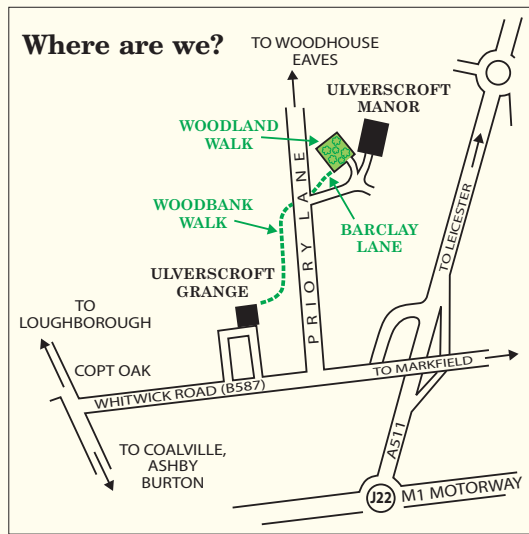 Where are we?
TO WOODHOUSE
EAVES
ULVERSCROFT
MANOR
WOODLAND
WALK
WOODBANK
WALK
BARCLAY
LANE
PRIORY LANE
TO LEICESTER
ULVERSCROFT
GRANGE
TO
LOUGHBOROUGH
COPT OAK
WHITWICK ROAD (B587)
TO MARKFIELD
TO COALVILLE,
ASHBY
BURTON
A511
J22
M1 MOTORWAY